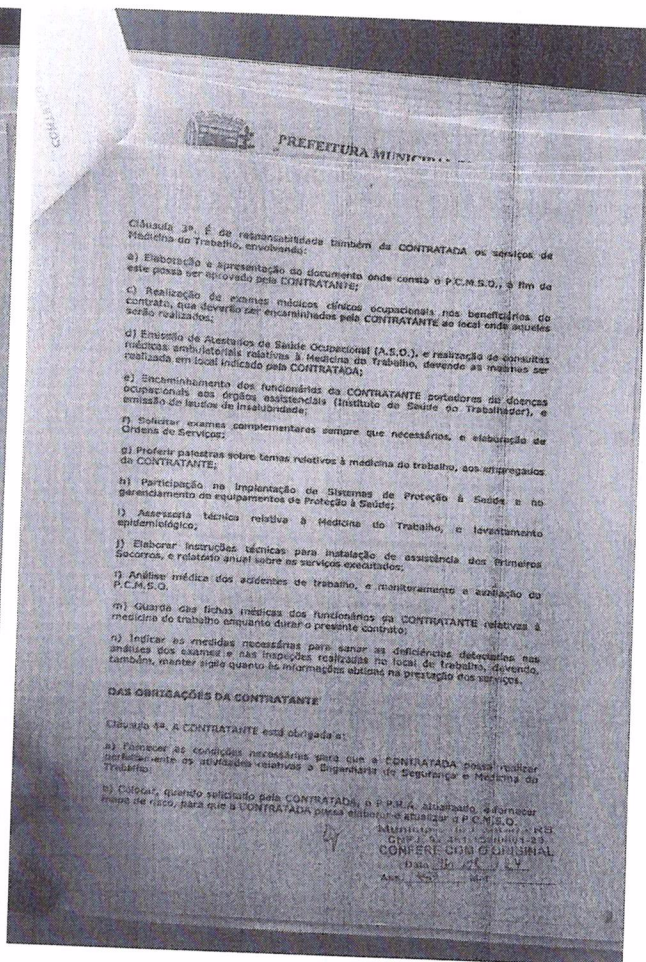 PREFEITURA MUNICIPAL
Cláusula 3ª. É de responsabilidade também da CONTRATADA os serviços de
Medicina do Trabalho, envolvendo:
a) Elaboração e apresentação do documento onde consta o P.C.M.S.O., a fim de
este possa ser aprovado pela CONTRATANTE;
c) Realização de exames médicos clínicos ocupacionais nos beneficiários do
contrato, que deverão ser encaminhados pela CONTRATANTE ao local onde aqueles
serão realizados;
d) Emissão de Atestados de Saúde Ocupacional (A.S.O.), e realização de consultas
médicas ambulatoriais relativas à Medicina do Trabalho, devendo as mesmas ser
realizada em local indicado pela CONTRATADA;
e) Encaminhamento dos funcionários da CONTRATANTE portadores de doenças
ocupacionais aos órgãos assistenciais (Instituto de Saúde do Trabalhador), e
emissão de laudos de insalubridade;
f) Solicitar exames complementares sempre que necessários, e elaboração de
Ordens de Serviços;
g) Proferir palestras sobre temas relativos à medicina do trabalho, aos empregados
da CONTRATANTE;
h) Participação na implantação de Sistemas de Proteção à Saúde e no
gerenciamento de equipamentos de Proteção à Saúde;
i) Assessoria técnica relativa à Medicina do Trabalho, e levantamento
epidemiológico;
j) Elaborar instruções técnicas para instalação de assistência dos Primeiros
Socorros, e relatório anual sobre os serviços executados;
l) Análise médica dos acidentes de trabalho, e monitoramento e avaliação do
P.C.M.S.O.
m) Guarda das fichas médicas dos funcionários da CONTRATANTE relativas à
medicina do trabalho enquanto durar o presente contrato;
n) Indicar as medidas necessárias para sanar as deficiências detectadas nas
análises dos exames e nas inspeções realizadas no local de trabalho, devendo,
também, manter sigilo quanto às informações obtidas na prestação dos serviços.
DAS OBRIGAÇÕES DA CONTRATANTE
Cláusula 4ª. A CONTRATANTE está obrigada a:
a) Fornecer as condições necessárias para que a CONTRATADA possa realizar
perfeitamente as atividades relativas a Engenharia de Segurança e Medicina do
Trabalho;
b) Colocar, quando solicitado pela CONTRATADA, o P.P.R.A. atualizado, e fornecer
mapa de risco, para que a CONTRATADA possa elaborar e atualizar o P.C.M.S.O.
RS
CONFERE COM O ORIGINAL
Data